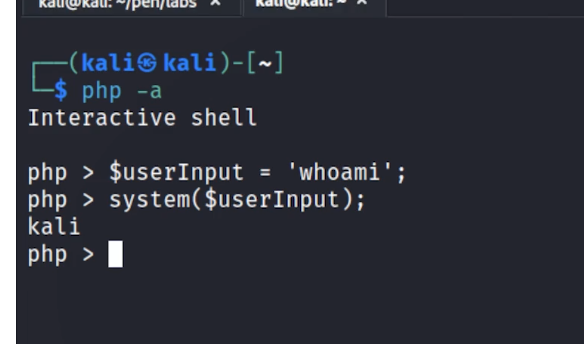 kali@kali: ~/pen/labs × kali@kali: ~ ×
┌──(kali㉿kali)-[~]
└─$ php -a
Interactive shell
php > $userInput = 'whoami';
php > system($userInput);
kali
php >